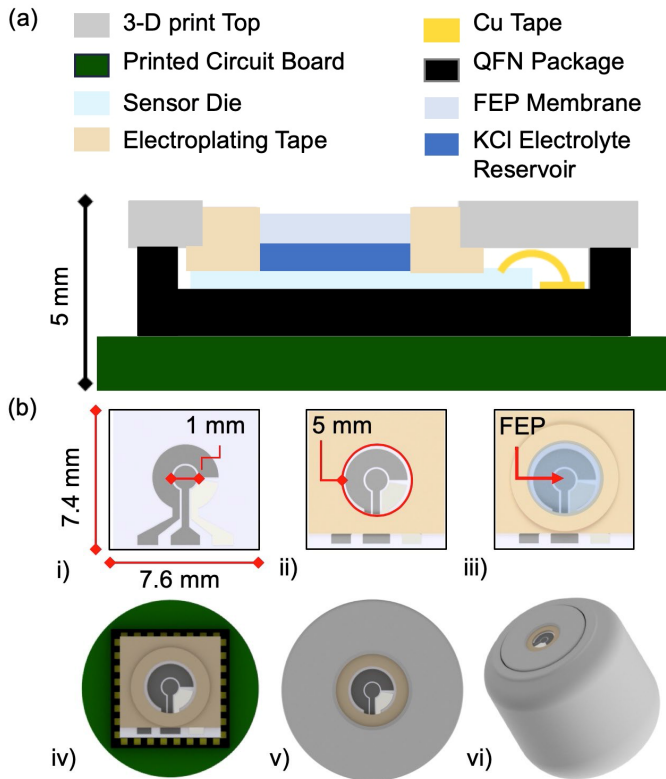 (a)
3-D print Top
Cu Tape
Printed Circuit Board
QFN Package
Sensor Die
FEP Membrane
Electroplating Tape
KCl Electrolyte
Reservoir
5 mm
(b)
1 mm
5 mm
FEP
7.4 mm
7.6 mm
i)
ii)
iii)
iv)
v)
vi)